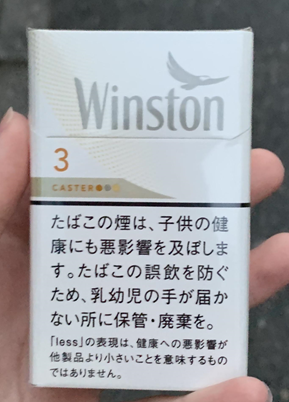 Winston
3
CASTER
たばこの煙は、子供の健
康にも悪影響を及ぼしま
す。たばこの誤飲を防ぐ
ため、乳幼児の手が届か
ない所に保管・廃棄を。
「less」の表現は、健康への悪影響が
他製品より小さいことを意味するもの
ではありません。